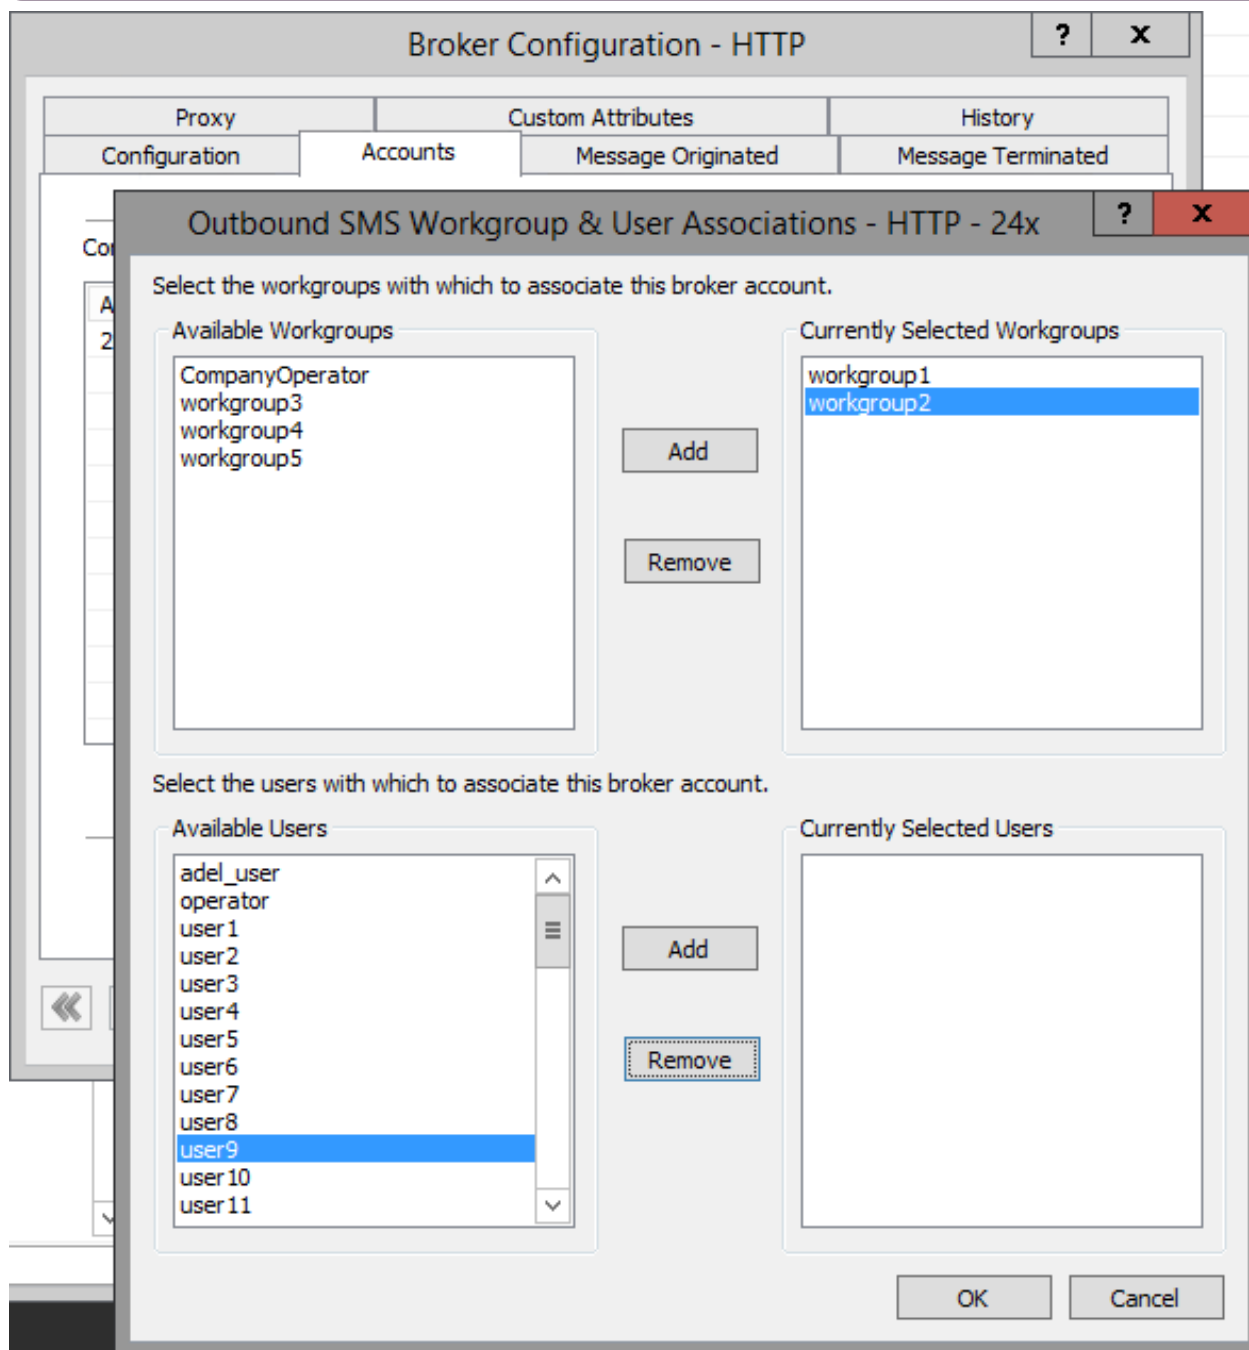 Broker Configuration - HTTP
? x
Proxy Custom Attributes History
Configuration Accounts Message Originated Message Terminated
Outbound SMS Workgroup & User Associations - HTTP - 24x
? x
Select the workgroups with which to associate this broker account.
Available Workgroups
CompanyOperator
workgroup3
workgroup4
workgroup5
Add
Remove
Currently Selected Workgroups
workgroup1
workgroup2
Select the users with which to associate this broker account.
Available Users
adel_user
operator
user1
user2
user3
user4
user5
user6
user7
user8
user9
user10
user11
Add
Remove
Currently Selected Users
OK Cancel